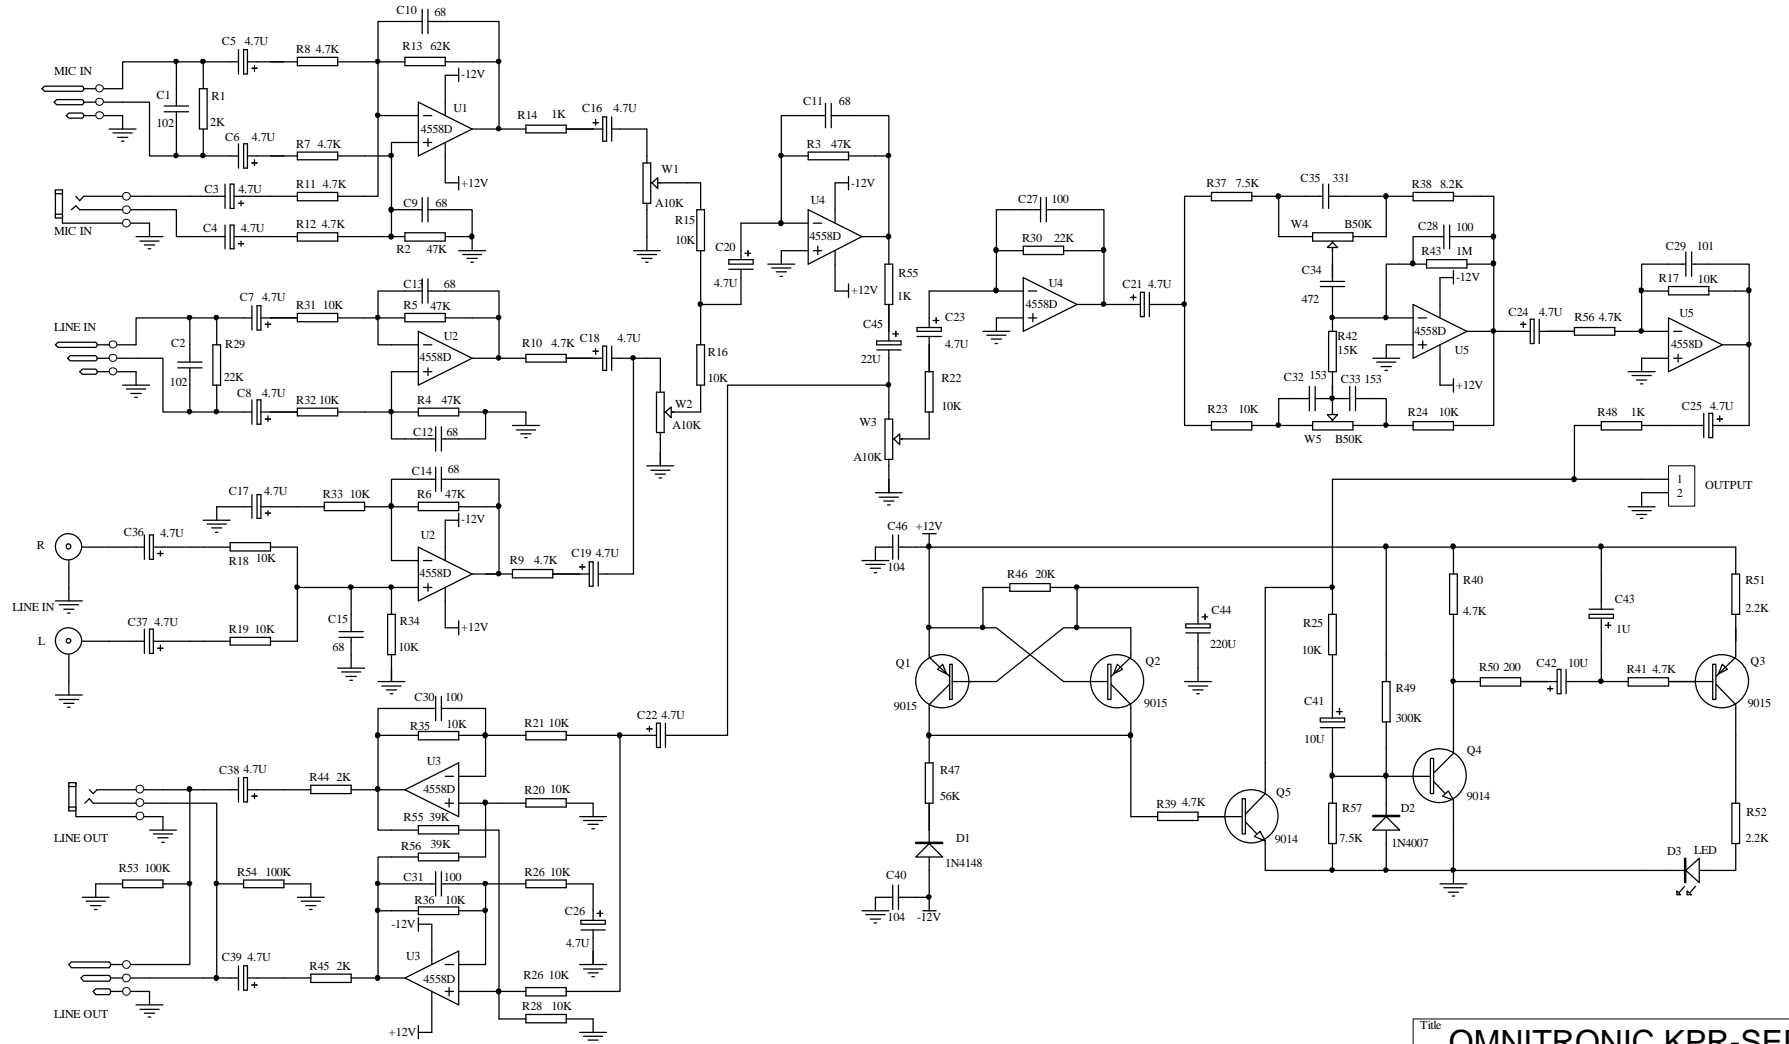 C10 68
C5 4.7U
R8 4.7K
R13 62K
MIC IN
-12V
C1
102
R1
2K
U1
4558D
R14 1K
C16 4.7U
C6 4.7U
R7 4.7K
+12V
C3 4.7U
R11 4.7K
C9 68
MIC IN
C4 4.7U
R12 4.7K
R2 47K
W1
A10K
R15
10K
C20
4.7U
C11 68
R3 47K
-12V
U4
4558D
+12V
R55
1K
C45
22U
C27 100
R30 22K
U4
4558D
C23
4.7U
R22
10K
C21 4.7U
R37 7.5K
C35 331
R38 8.2K
W4 B50K
C28 100
R43 1M
-12V
C34
472
4558D
U5
+12V
R42
15K
C32 153
C33 153
R23 10K
W5 B50K
R24 10K
C24 4.7U
R56 4.7K
C29 101
R17 10K
U5
4558D
R48 1K
C25 4.7U
1
2
OUTPUT
C7 4.7U
R31 10K
C13 68
R5 47K
LINE IN
C2
102
R29
22K
U2
4558D
R10 4.7K
C18 4.7U
C8 4.7U
R32 10K
R4 47K
C12 68
R16
10K
W2
A10K
W3
A10K
C17 4.7U
R33 10K
C14 68
R6 47K
-12V
U2
4558D
+12V
R
C36 4.7U
R18 10K
LINE IN
L
C37 4.7U
R19 10K
C15
68
R34
10K
R9 4.7K
C19 4.7U
C46
104
+12V
R46 20K
C44
220U
Q1
9015
Q2
9015
R47
56K
D1
1N4148
C40
104
-12V
R39 4.7K
Q5
9014
R25
10K
C41
10U
R57
7.5K
R49
300K
D2
1N4007
R40
4.7K
Q4
9014
R50 200
C42 10U
C43
1U
R41 4.7K
R51
2.2K
Q3
9015
R52
2.2K
D3 LED
C30 100
R35 10K
R21 10K
C22 4.7U
U3
4558D
C38 4.7U
R44 2K
R20 10K
LINE OUT
R55 39K
R56 39K
R53 100K
R54 100K
C31 100
R36 10K
R26 10K
C26
4.7U
-12V
U3
4558D
C39 4.7U
R45 2K
R26 10K
R28 10K
+12V
LINE OUT
Title